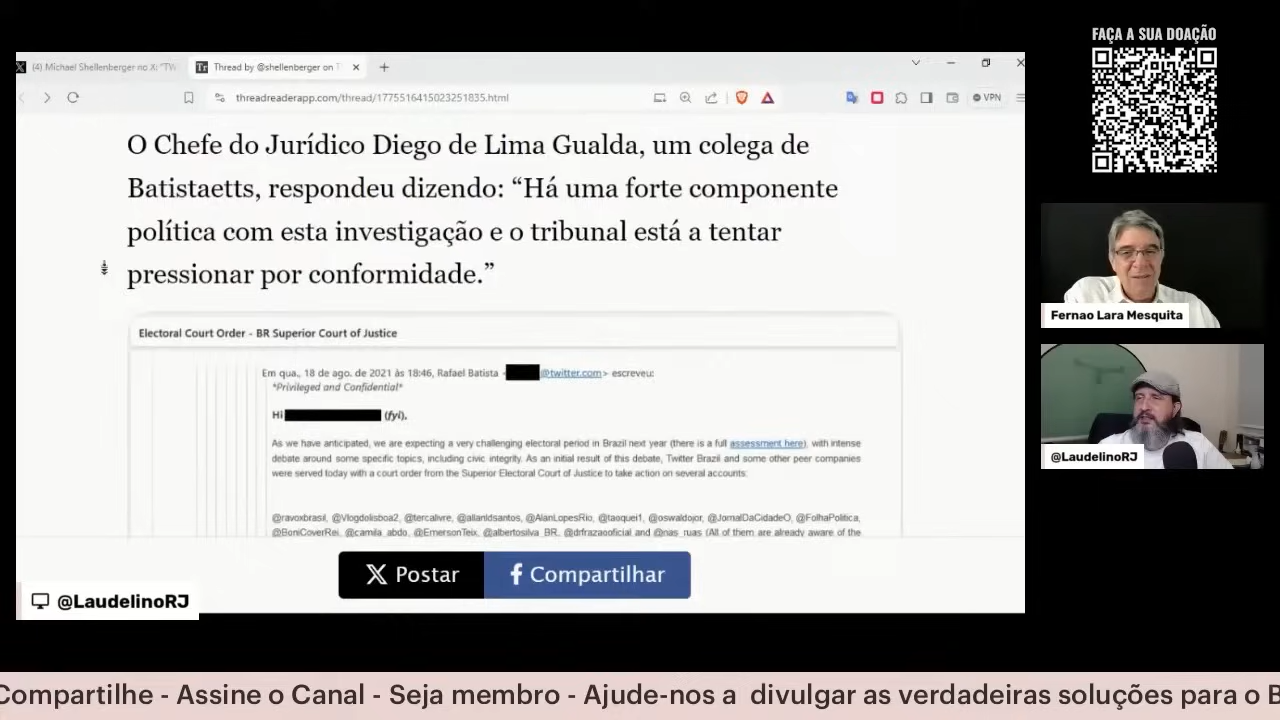 FAÇA A SUA DOAÇÃO
(4) Michael Shellenberger no X: "TW
Thread by @shellenberger on T
threadreaderapp.com/thread/1775516415023251835.html
VPN
O Chefe do Jurídico Diego de Lima Gualda, um colega de
Batistaetts, respondeu dizendo: “Há uma forte componente
política com esta investigação e o tribunal está a tentar
pressionar por conformidade.”
Electoral Court Order - BR Superior Court of Justice
Em qua., 18 de ago. de 2021 às 18:46, Rafael Batista < @twitter.com> escreveu:
*Privileged and Confidential*
Hi (fyi),
As we have anticipated, we are expecting a very challenging electoral period in Brazil next year (there is a full assessment here), with intense
debate around some specific topics, including civic integrity. As an initial result of this debate, Twitter Brazil and some other peer companies
were served today with a court order from the Superior Electoral Court of Justice to take action on several accounts:
@ravoxbrasil, @Vlogdolisboa2, @tercalivre, @allanldsantos, @AlanLopesRio, @taoquei1, @oswaldojor, @JornalDaCidadeO, @FolhaPolitica,
@BoniCoverRei, @camila_abdo, @EmersonTeix, @albertosilva_BR, @drfrazaooficial and @nas_ruas (All of them are already aware of the
Postar
Compartilhar
@LaudelinoRJ
Fernao Lara Mesquita
@LaudelinoRJ
Compartilhe - Assine o Canal - Seja membro - Ajude-nos a divulgar as verdadeiras soluções para o B